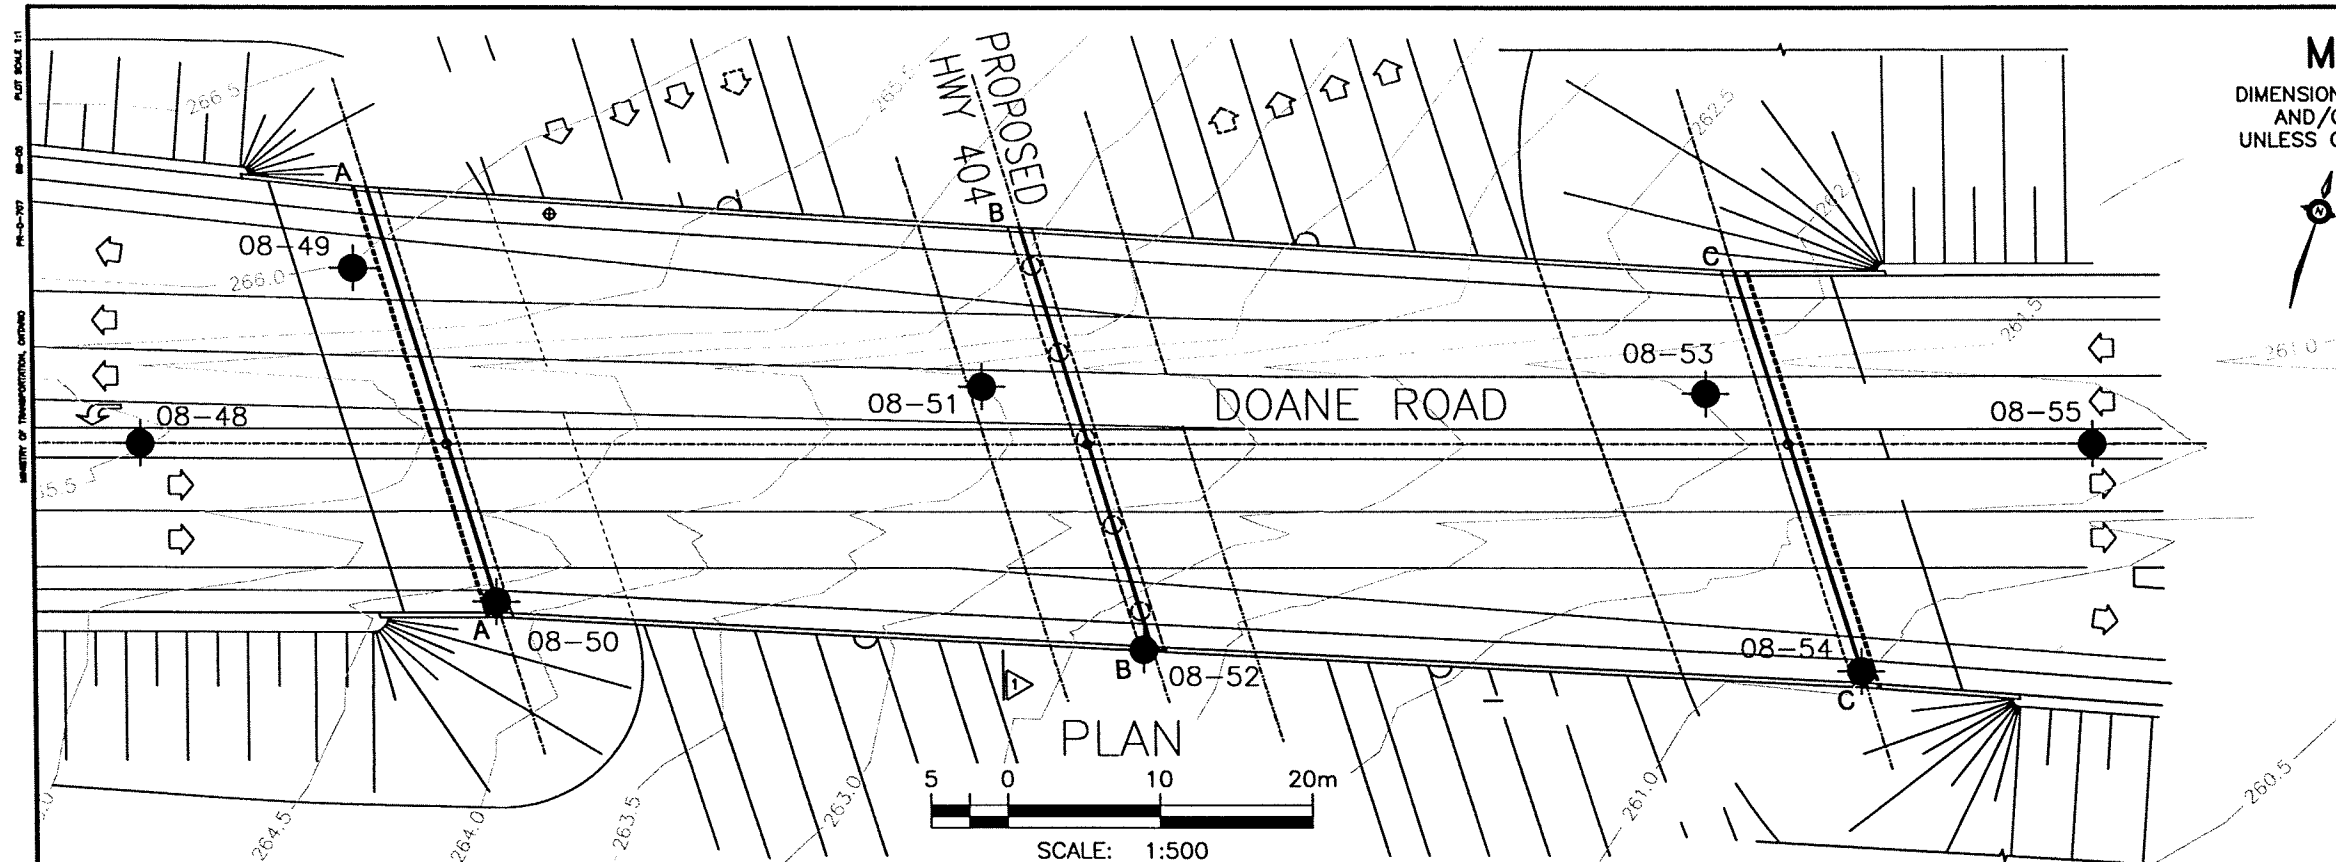 PLOT SCALE 1:1
PR-D-707
MINISTRY OF TRANSPORTATION, ONTARIO
M
DIMENSION
AND/
UNLESS
N
PROPOSED
HWY 404
266.5
265.5
262.5
262.0
A
B
C
08-49
266.0
261.5
08-53
261.0
08-51
DOANE ROAD
08-55
08-48
A
08-50
B
08-52
08-54
C
1
PLAN
5 0 10 20m
SCALE: 1:500
264.5
264.0
263.5
263.0
261.0
260.5